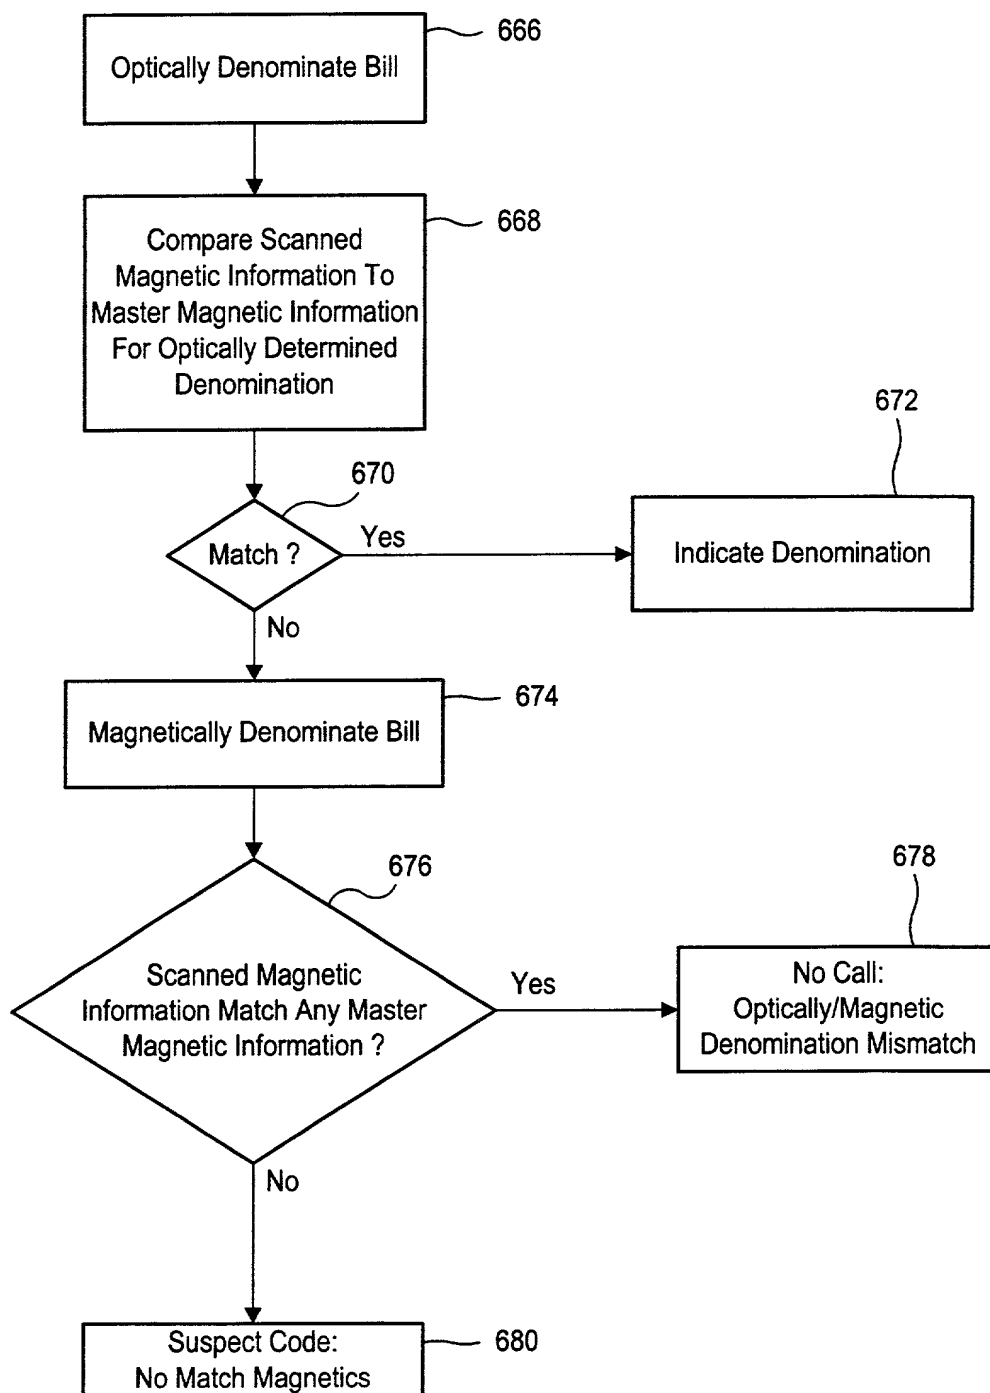 666
Optically Denominate Bill
668
Compare Scanned
Magnetic Information To
Master Magnetic Information
For Optically Determined
Denomination
672
670
Match ?
Yes
Indicate Denomination
No
674
Magnetically Denominate Bill
676
678
Scanned Magnetic
Information Match Any Master
Magnetic Information ?
Yes
No Call:
Optically/Magnetic
Denomination Mismatch
No
680
Suspect Code:
No Match Magnetics